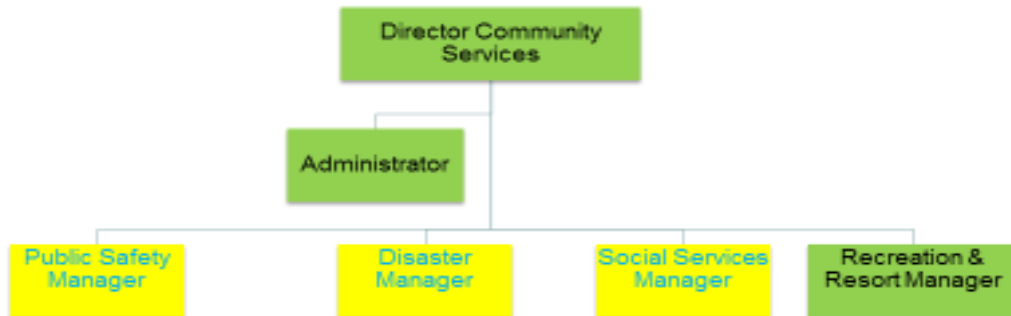 Director Community
Services
Administrator
Public Safety
Manager
Disaster
Manager
Social Services
Manager
Recreation &
Resort Manager